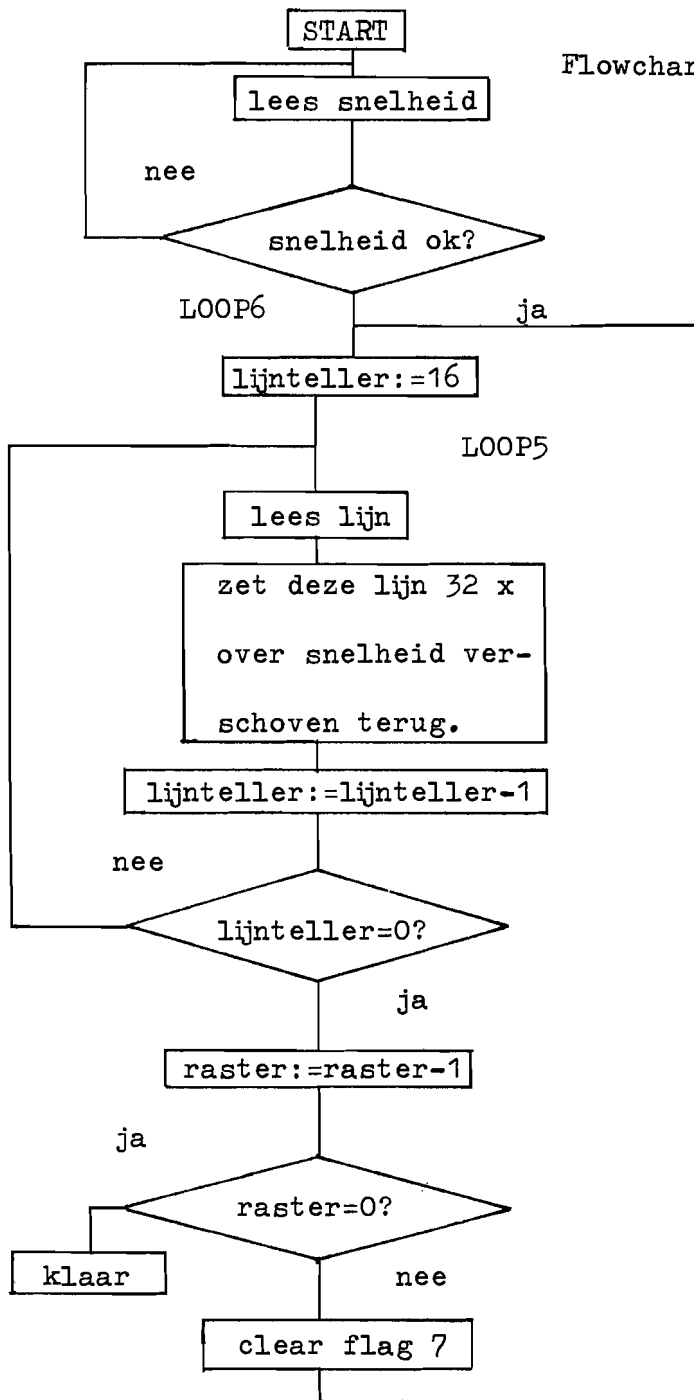 START
Flowchar
lees snelheid
nee
snelheid ok?
LOOP6
ja
lijnteller:=16
LOOP5
lees lijn
zet deze lijn 32 x
over snelheid ver-
schoven terug.
lijnteller:=lijnteller-1
nee
lijnteller=0?
ja
raster:=raster-1
ja
raster=0?
klaar
nee
clear flag 7